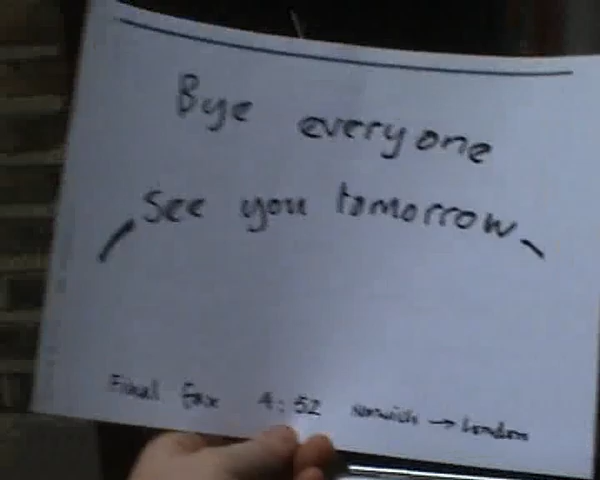 Bye everyone
See you tomorrow
Final fax 4:52 Norwich → London